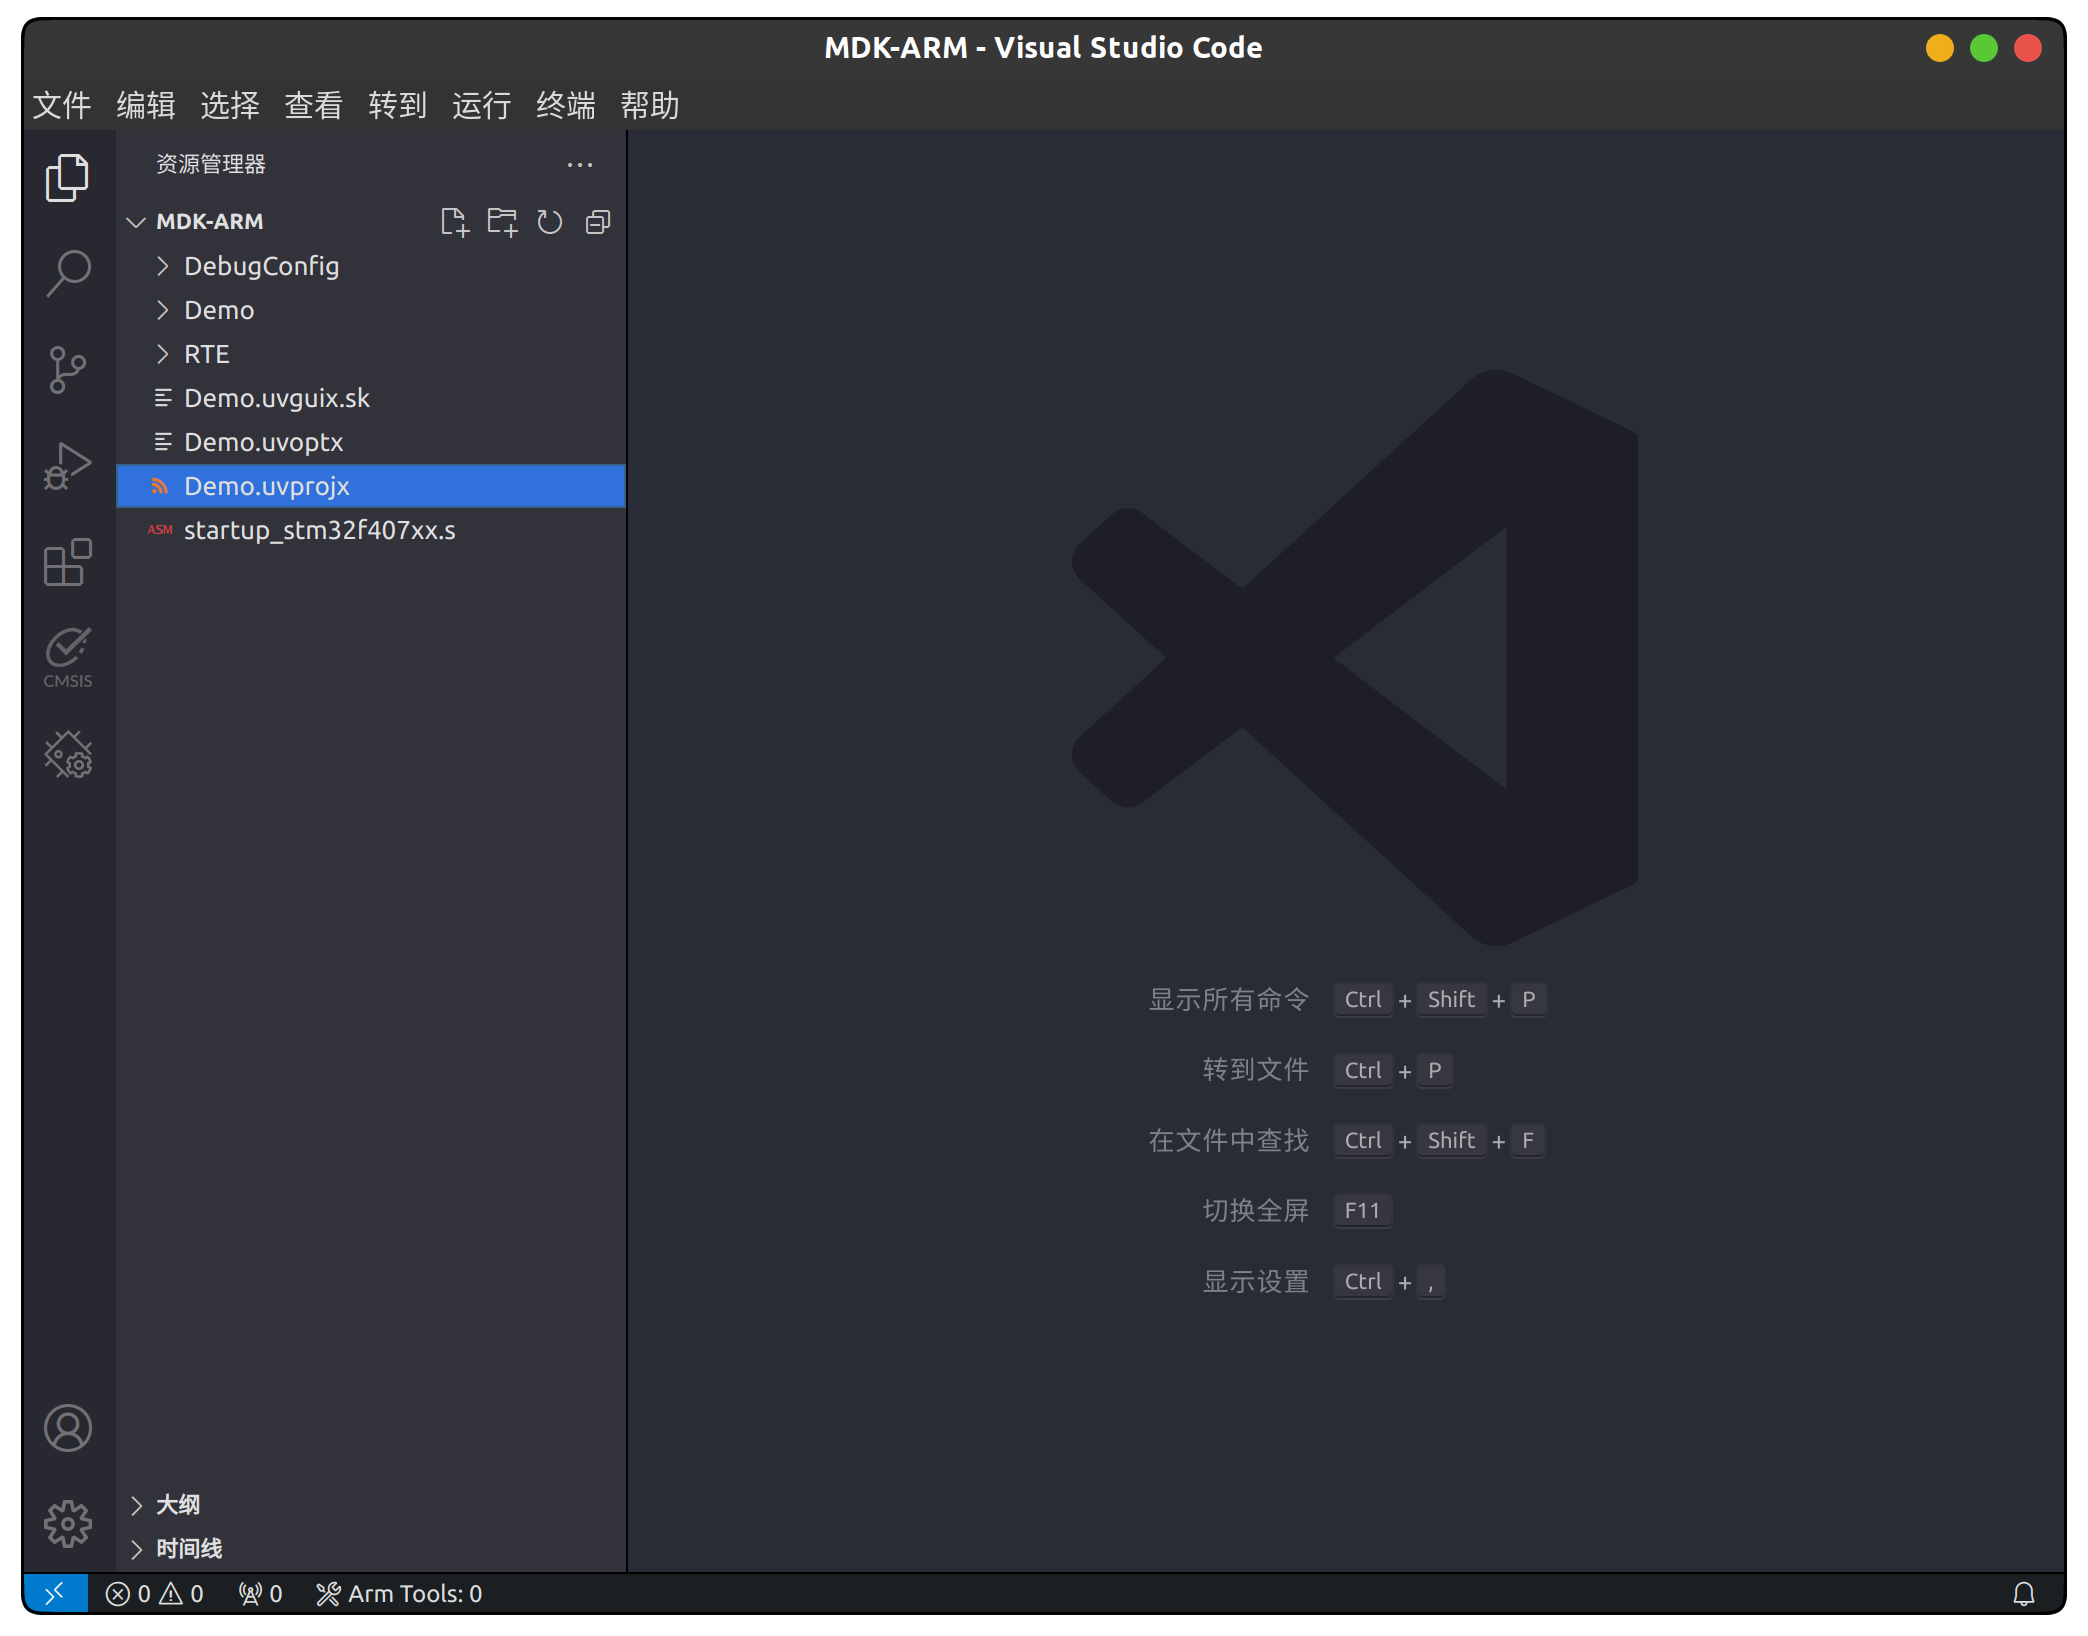 MDK-ARM - Visual Studio Code
文件 编辑 选择 查看 转到 运行 终端 帮助
资源管理器
MDK-ARM
DebugConfig
Demo
RTE
Demo.uvguix.sk
Demo.uvoptx
Demo.uvprojx
ASM startup_stm32f407xx.s
CMSIS
显示所有命令 Ctrl + Shift + P
转到文件 Ctrl + P
在文件中查找 Ctrl + Shift + F
切换全屏 F11
显示设置 Ctrl + ,
大纲
时间线
0 0 0 Arm Tools: 0